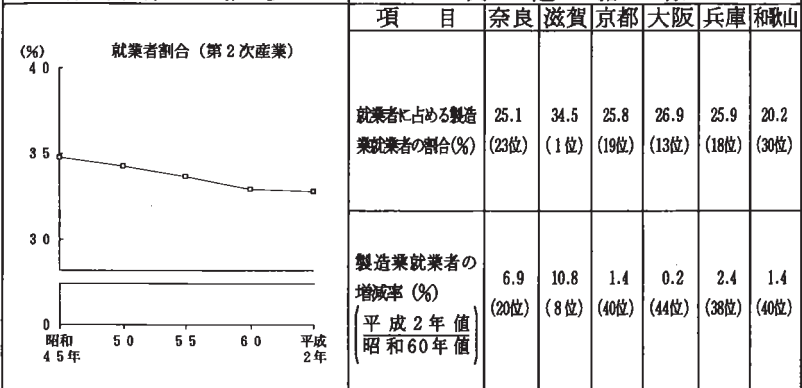 就業者割合（第２次産業）
(％)
４０
３５
３０
０
昭和 ４５年
５０
５５
６０
平成 ２年
項　目 奈良 滋賀 京都 大阪 兵庫 和歌山
就業者に占める製造 25.1 34.5 25.8 26.9 25.9 20.2
業就業者の割合(％) (23位) (１位) (19位) (13位) (18位) (30位)
製造業就業者の
増減率（％） 6.9 10.8 1.4 0.2 2.4 1.4
(20位) (８位) (40位) (44位) (38位) (40位)
平成２年値
昭和60年値